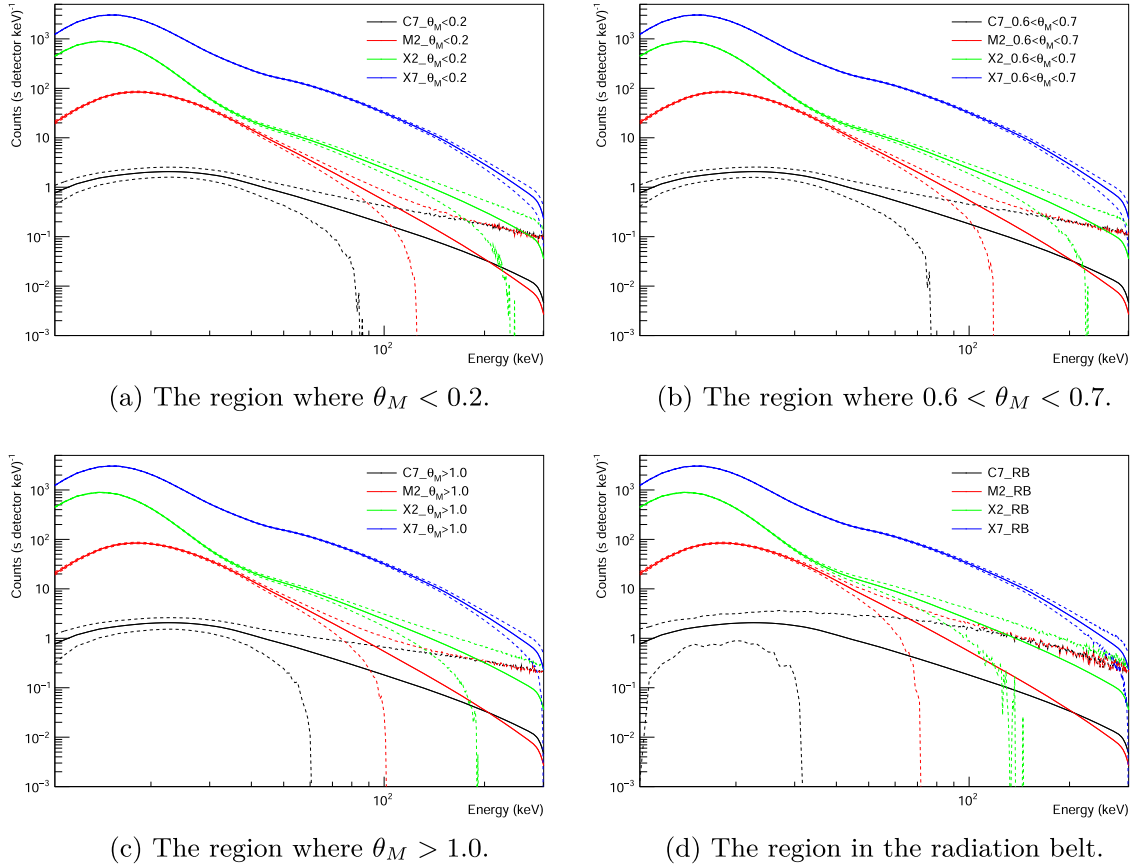 Counts (s detector keV)⁻¹
10³
10²
10
1
10⁻¹
10⁻²
10⁻³
C7_θ_M<0.2
M2_θ_M<0.2
X2_θ_M<0.2
X7_θ_M<0.2
10²
Energy (keV)
(a) The region where θ_M < 0.2.
Counts (s detector keV)⁻¹
10³
10²
10
1
10⁻¹
10⁻²
10⁻³
C7_0.6<θ_M<0.7
M2_0.6<θ_M<0.7
X2_0.6<θ_M<0.7
X7_0.6<θ_M<0.7
10²
Energy (keV)
(b) The region where 0.6 < θ_M < 0.7.
Counts (s detector keV)⁻¹
10³
10²
10
1
10⁻¹
10⁻²
10⁻³
C7_θ_M>1.0
M2_θ_M>1.0
X2_θ_M>1.0
X7_θ_M>1.0
10²
Energy (keV)
(c) The region where θ_M > 1.0.
Counts (s detector keV)⁻¹
10³
10²
10
1
10⁻¹
10⁻²
10⁻³
C7_RB
M2_RB
X2_RB
X7_RB
10²
Energy (keV)
(d) The region in the radiation belt.